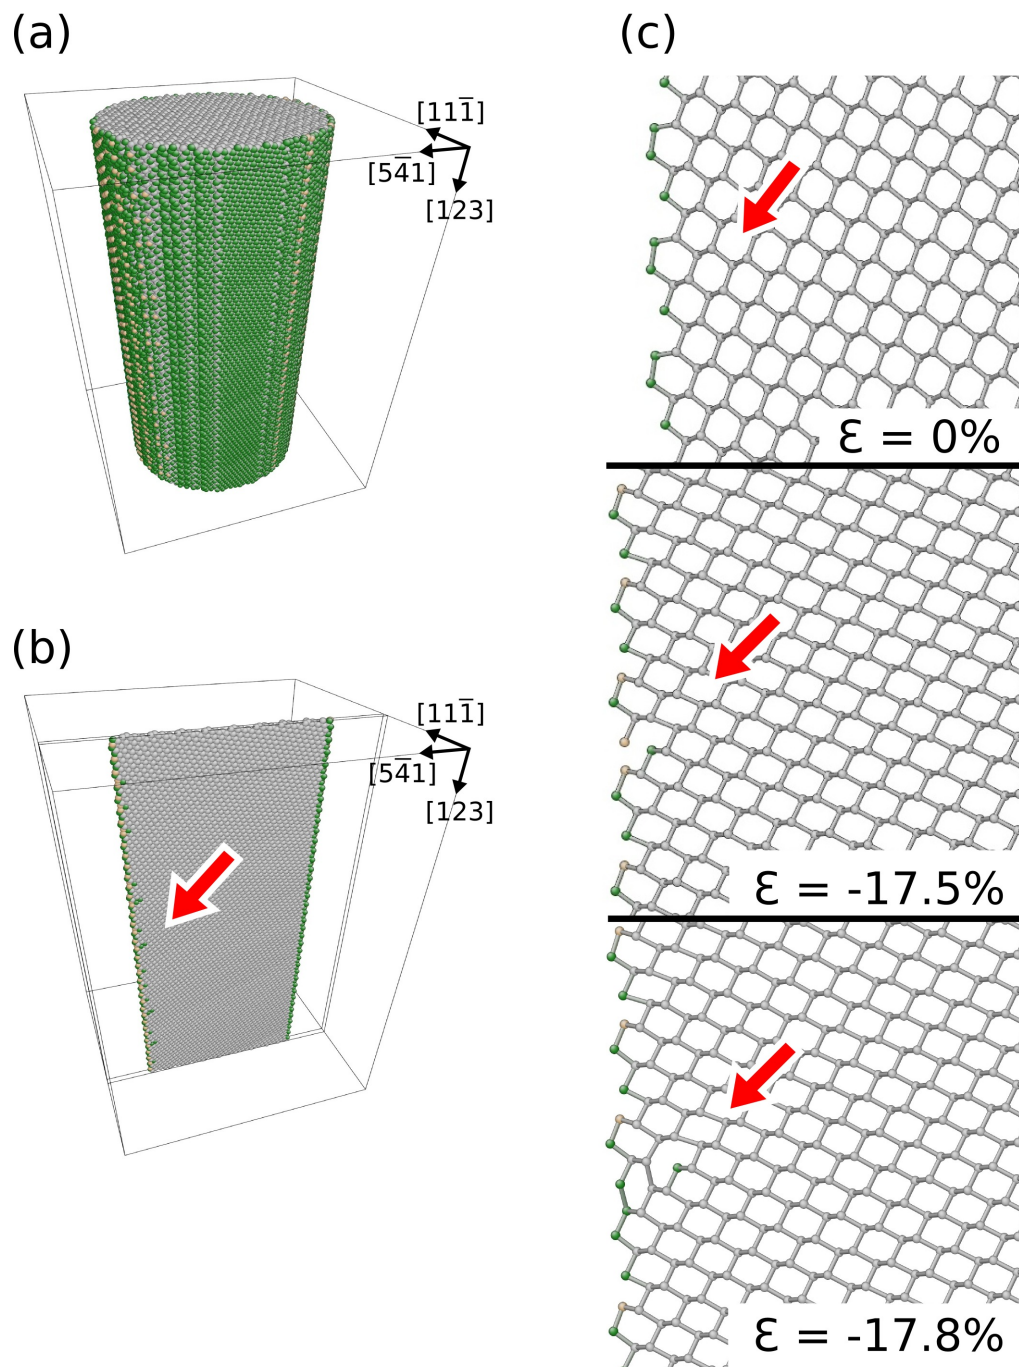 (a)
[111̅]
[54̅1]
[123]
(b)
[111̅]
[54̅1]
[123]
(c)
ε = 0%
ε = -17.5%
ε = -17.8%